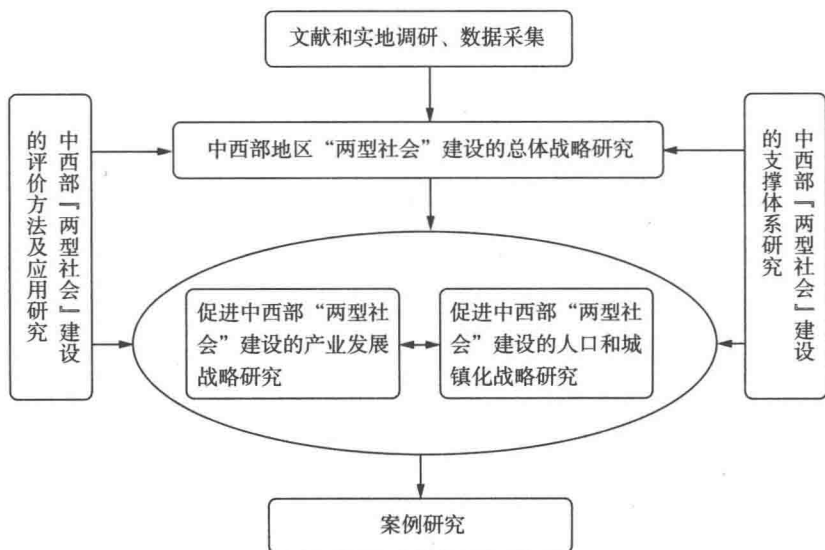 文献和实地调研、数据采集
中西部『两型社会』建设
的评价方法及应用研究
中西部地区“两型社会”建设的总体战略研究
中西部『两型社会』建设
的支撑体系研究
促进中西部“两型社
会”建设的产业发展
战略研究
促进中西部“两型社
会”建设的人口和城
镇化战略研究
案例研究